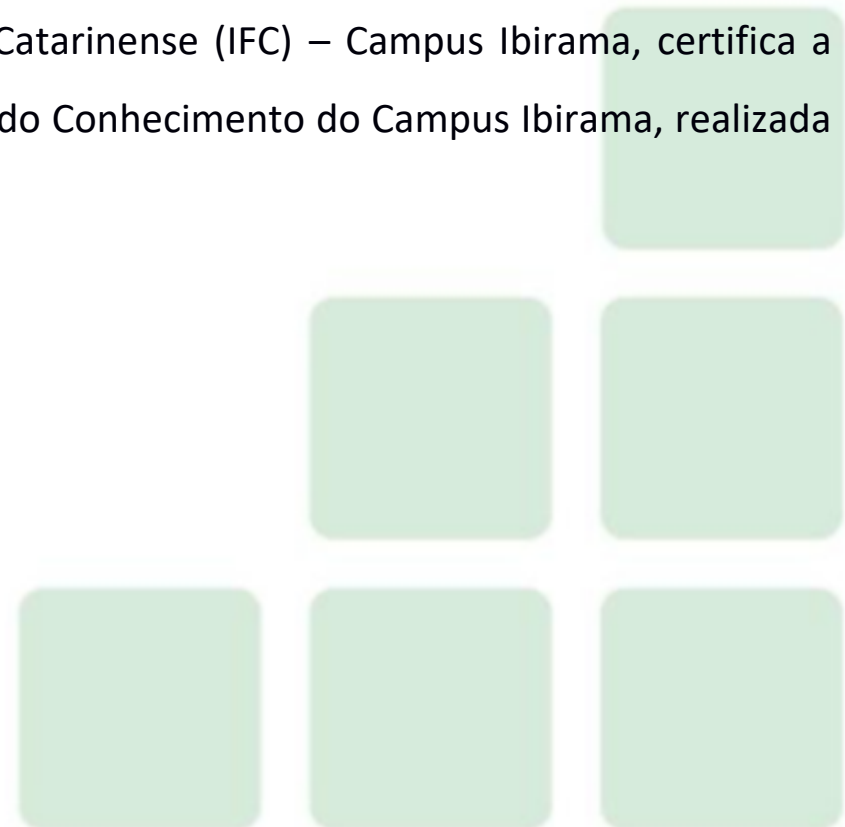 Catarinense (IFC) – Campus Ibirama, certifica a
do Conhecimento do Campus Ibirama, realizada